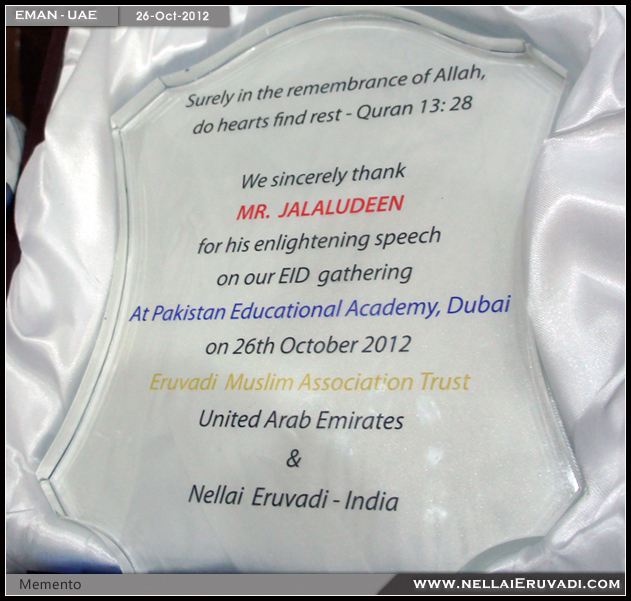 EMAN - UAE 26-Oct-2012
Surely in the remembrance of Allah,
do hearts find rest - Quran 13: 28
We sincerely thank
MR. JALALUDEEN
for his enlightening speech
on our EID gathering
At Pakistan Educational Academy, Dubai
on 26th October 2012
Eruvadi Muslim Association Trust
United Arab Emirates
&
Nellai Eruvadi - India
Memento www.nellaiEruvadi.com